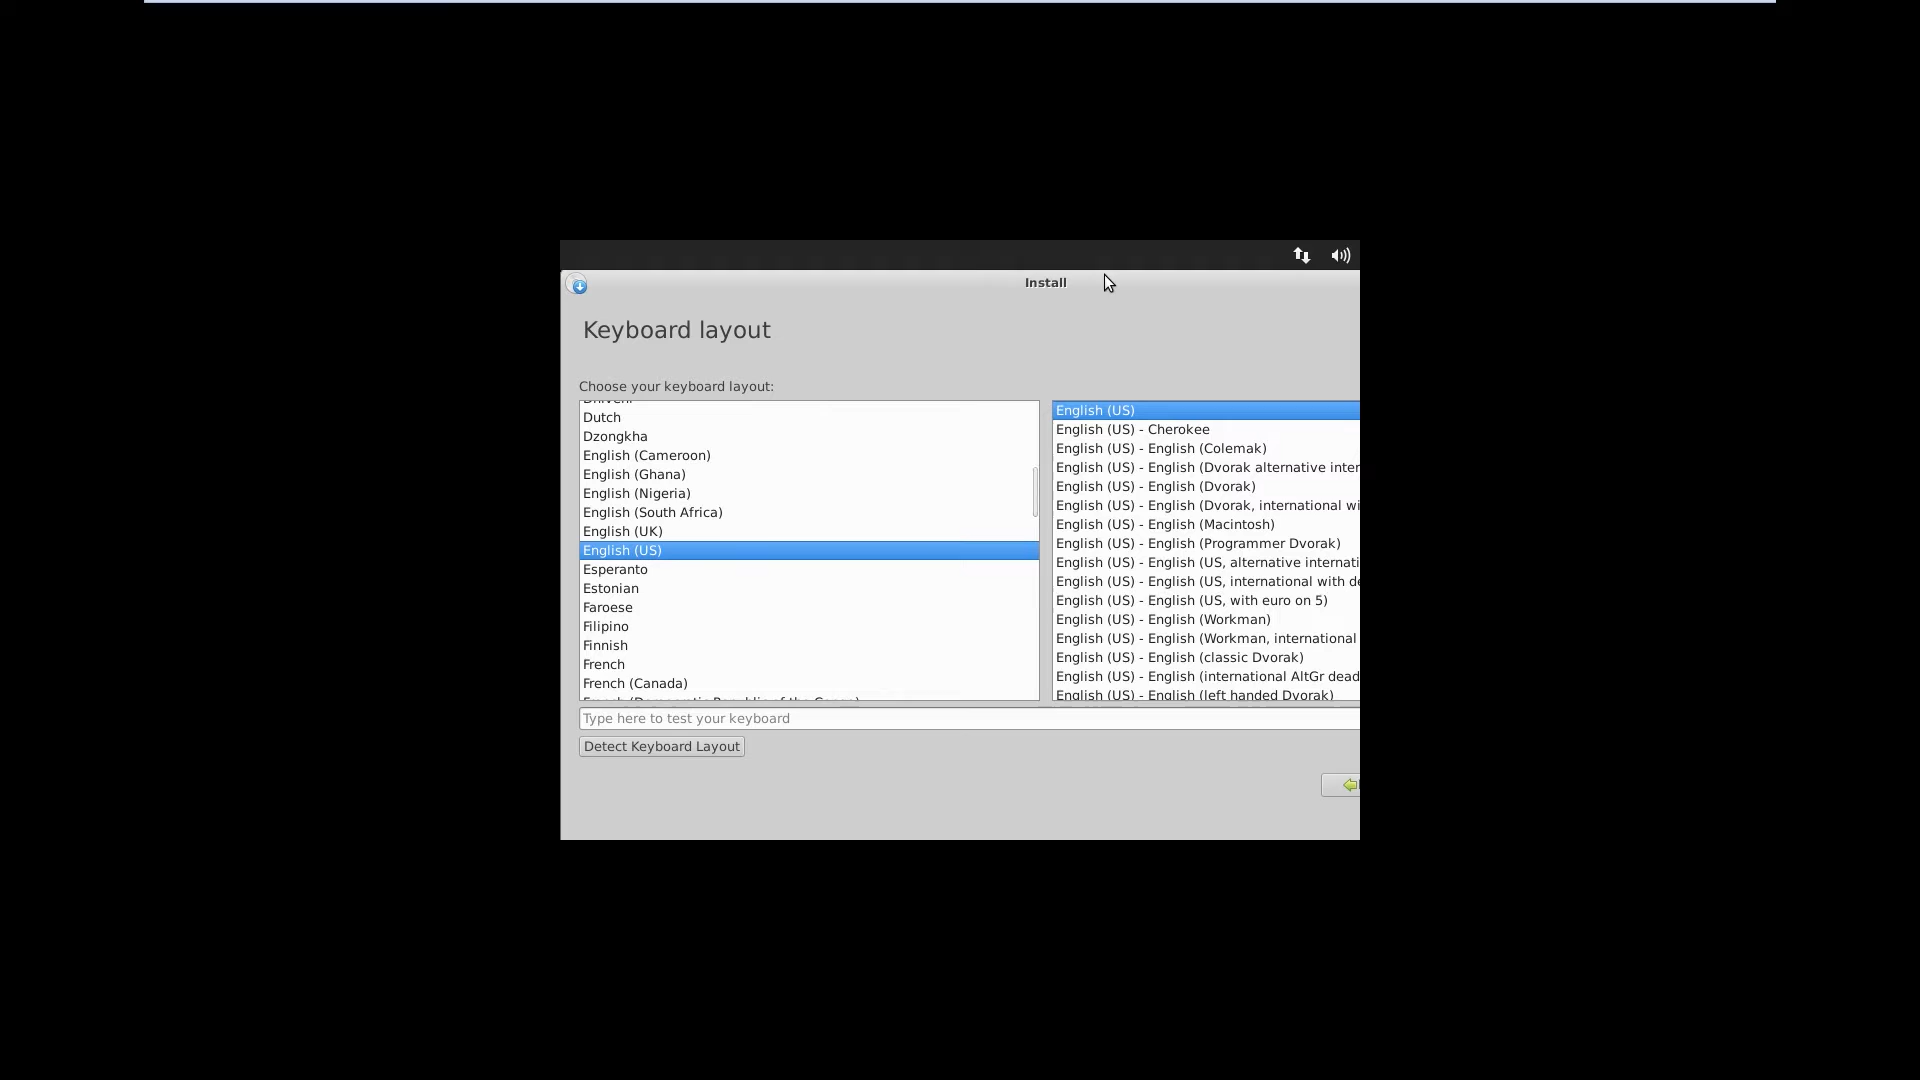 Install
Keyboard layout
Choose your keyboard layout:
Dutch
Dzongkha
English (Cameroon)
English (Ghana)
English (Nigeria)
English (South Africa)
English (UK)
English (US)
Esperanto
Estonian
Faroese
Filipino
Finnish
French
French (Canada)
English (US)
English (US) - Cherokee
English (US) - English (Colemak)
English (US) - English (Dvorak alternative inter
English (US) - English (Dvorak)
English (US) - English (Dvorak, international wi
English (US) - English (Macintosh)
English (US) - English (Programmer Dvorak)
English (US) - English (US, alternative internati
English (US) - English (US, international with de
English (US) - English (US, with euro on 5)
English (US) - English (Workman)
English (US) - English (Workman, international
English (US) - English (classic Dvorak)
English (US) - English (international AltGr dead
English (US) - English (left handed Dvorak)
Type here to test your keyboard
Detect Keyboard Layout